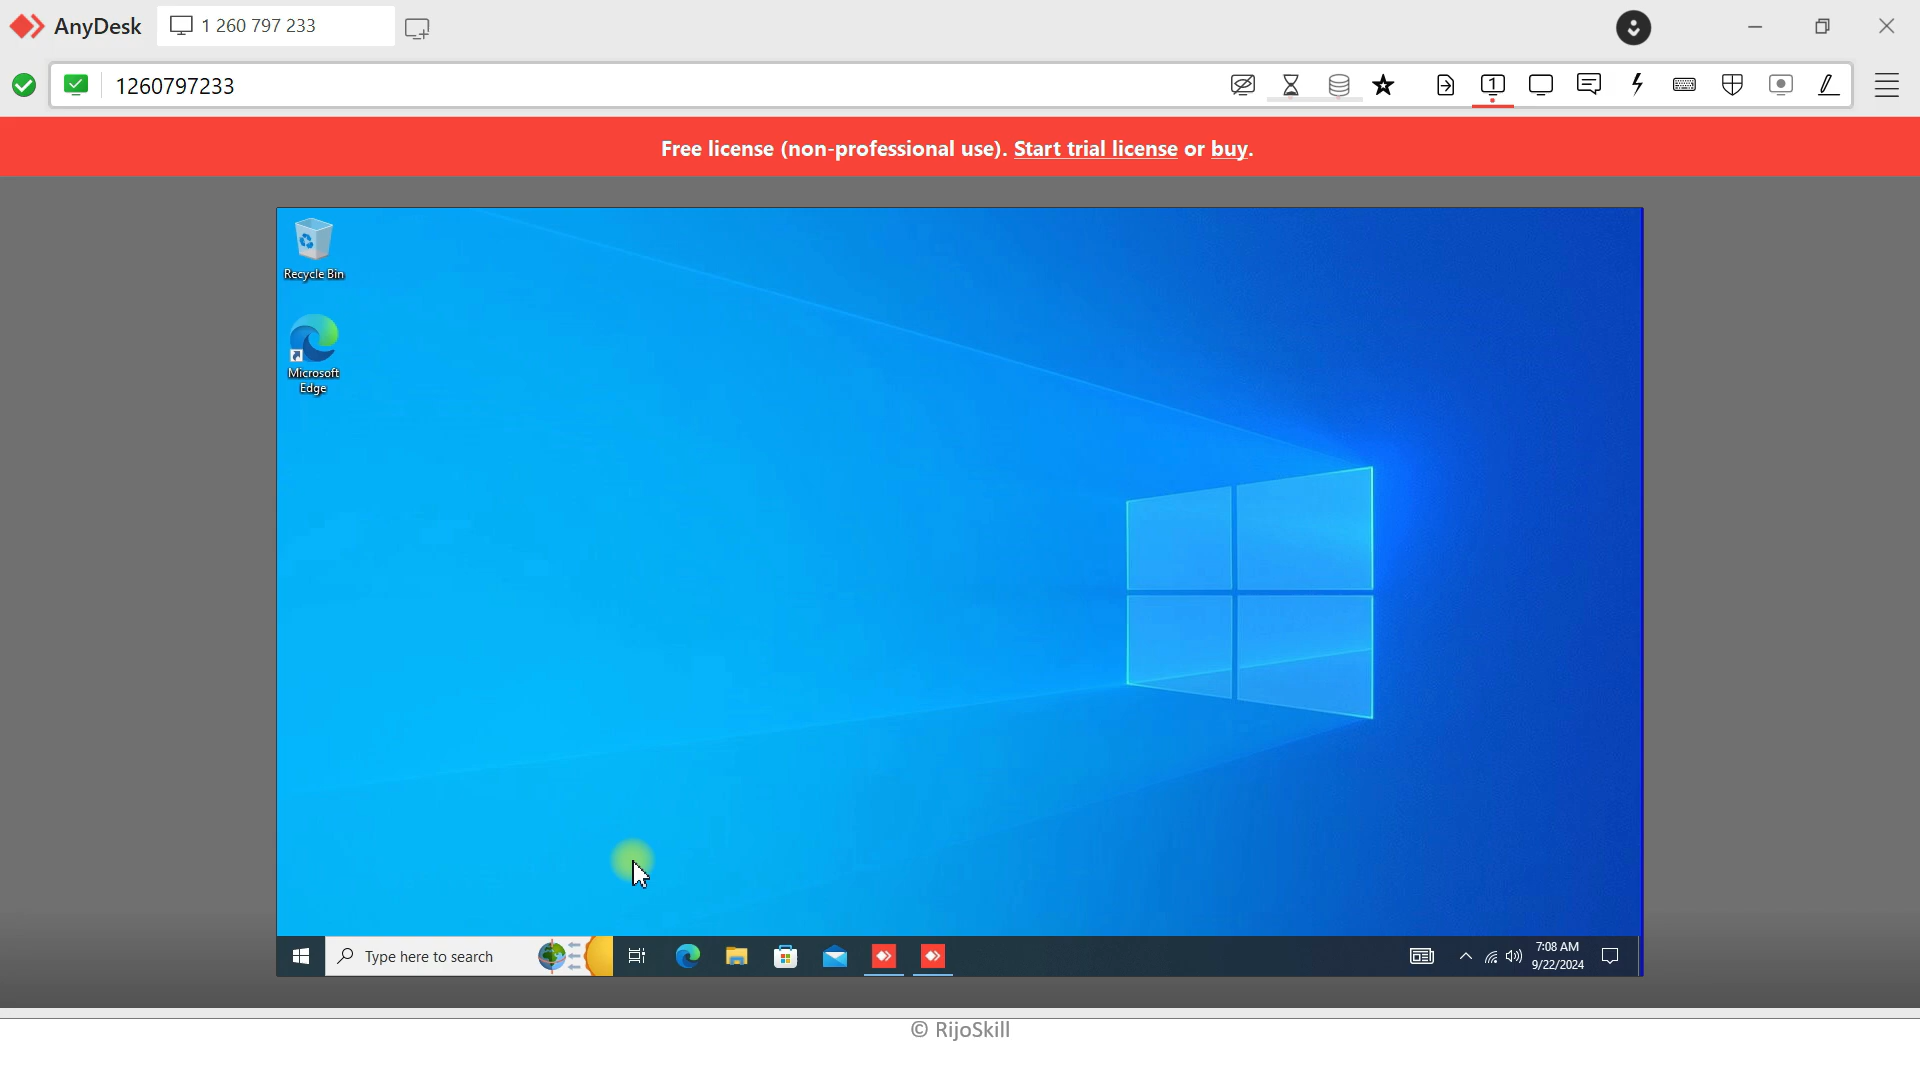 AnyDesk
1 260 797 233
1260797233
1
Free license (non-professional use). Start trial license or buy.
Recycle Bin
Microsoft
Edge
Type here to search
7:08 AM
9/22/2024
© RijoSkill